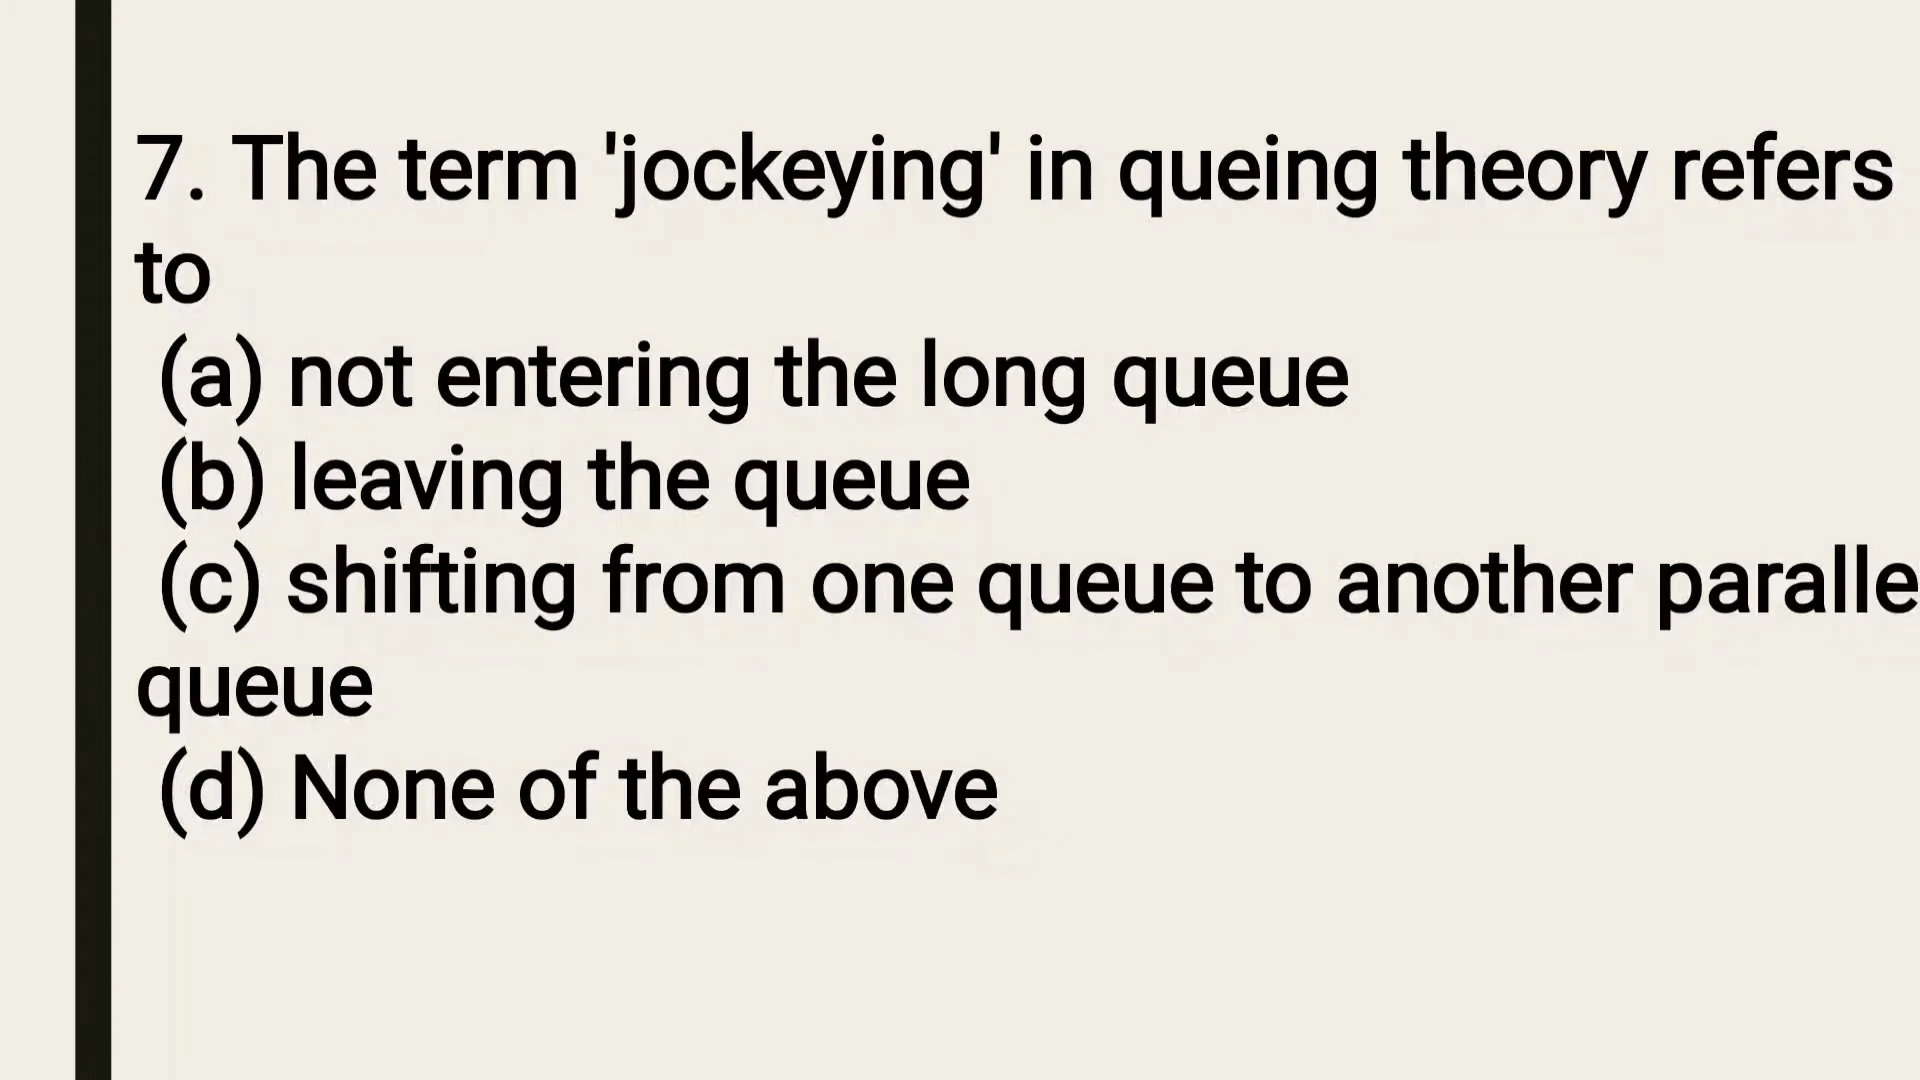 7. The term 'jockeying' in queing theory refers
to
(a) not entering the long queue
(b) leaving the queue
(c) shifting from one queue to another paralle
queue
(d) None of the above